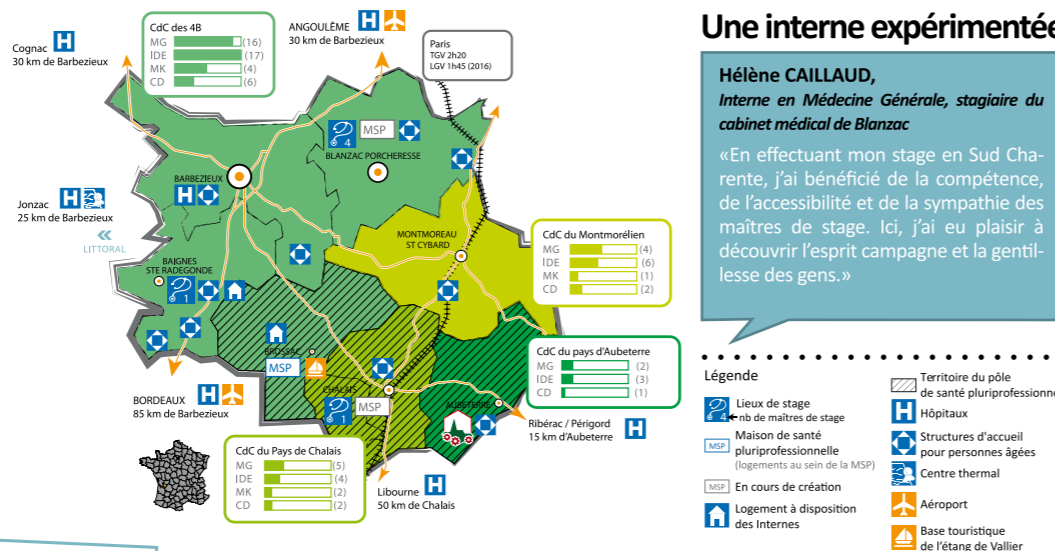 Cognac
30 km de Barbezieux
CdC des 4B
MG (16)
IDE (17)
MK (4)
CD (6)
ANGOULÊME
30 km de Barbezieux
Paris
TGV 2h20
LGV 1h45 (2016)
4
MSP
BLANZAC PORCHERESSE
BARBEZIEUX
Jonzac
25 km de Barbezieux
LITTORAL
MONTMOREAU
ST CYBARD
CdC du Montmorélien
MG (4)
IDE (6)
MK (1)
CD (2)
BAIGNES
STE RADEGONDE
1
BROSSAC
MSP
CHALAIS
1
MSP
AUBETERRE
CdC du pays d'Aubeterre
MG (2)
IDE (3)
CD (1)
BORDEAUX
85 km de Barbezieux
Ribérac / Périgord
15 km d'Aubeterre
CdC du Pays de Chalais
MG (5)
IDE (4)
MK (2)
CD (2)
Libourne
50 km de Chalais
Une interne expérimentée
Hélène CAILLAUD,
Interne en Médecine Générale, stagiaire du
cabinet médical de Blanzac
«En effectuant mon stage en Sud Cha-
rente, j'ai bénéficié de la compétence,
de l'accessibilité et de la sympathie des
maîtres de stage. Ici, j'ai eu plaisir à
découvrir l'esprit campagne et la gentil-
lesse des gens.»
Légende
4
Lieux de stage
nb de maîtres de stage
MSP
Maison de santé
pluriprofessionnelle
(logements au sein de la MSP)
MSP
En cours de création
Logement à disposition
des Internes
Territoire du pôle
de santé pluriprofessionne
H
Hôpitaux
Structures d'accueil
pour personnes âgées
Centre thermal
Aéroport
Base touristique
de l'étang de Vallier